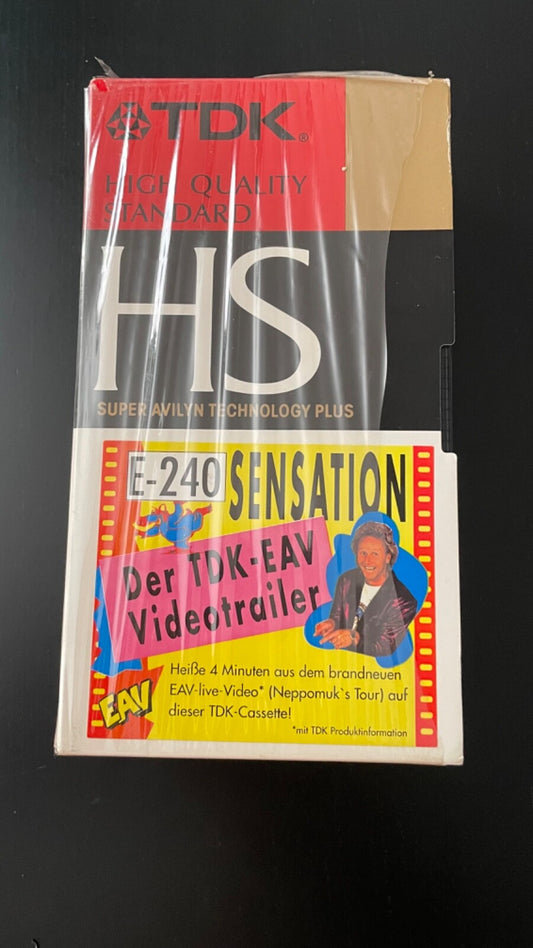 TDK®
HIGH QUALITY
STANDARD
HS
SUPER AVILYN TECHNOLOGY PLUS
E-240 SENSATION
Der TDK-EAV
Videotrailer
Heiße 4 Minuten aus dem brandneuen
EAV-live-Video* (Neppomuk`s Tour) auf
dieser TDK-Cassette!
EAV
*mit TDK Produktinformation